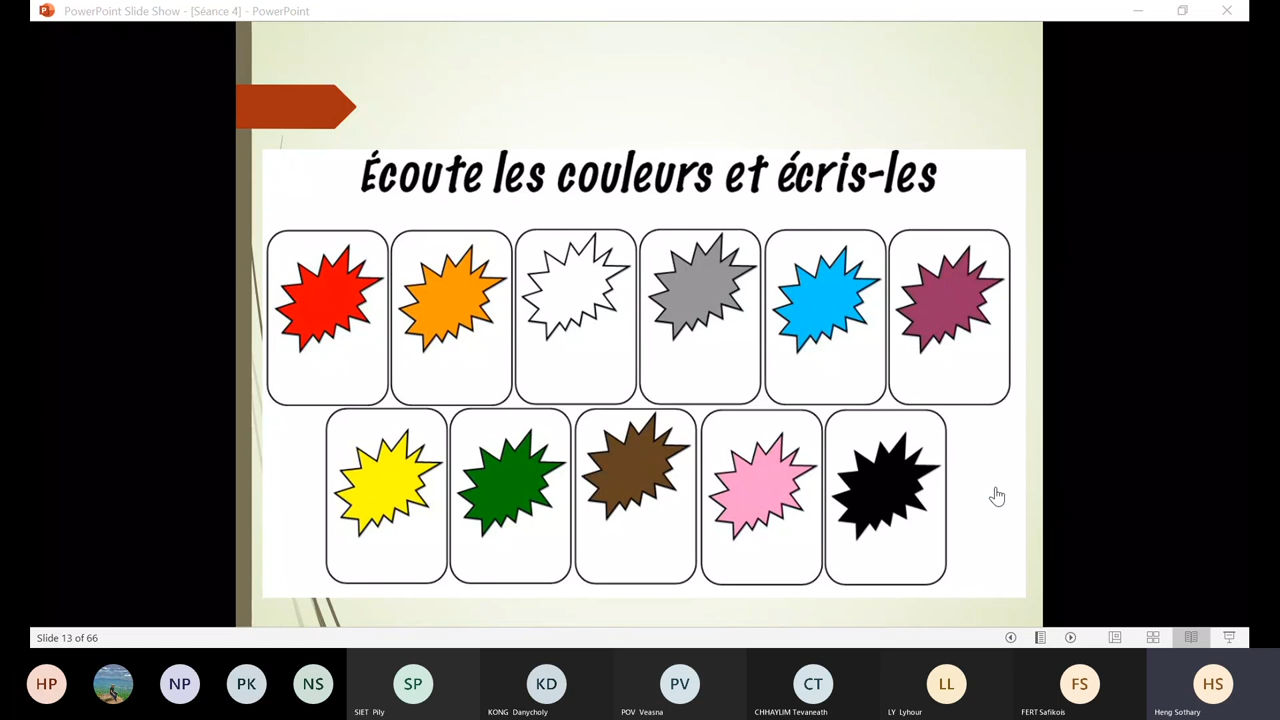 PowerPoint Slide Show - [Séance 4] - PowerPoint
Écoute les couleurs et écris-les
Slide 13 of 66
HP NP PK NS SP KD PV CT LL FS HS
SIET Pily KONG Danycholy POV Veasna CHHAYLIM Tevaneath LY Lyhour FERT Safikois Heng Sothary